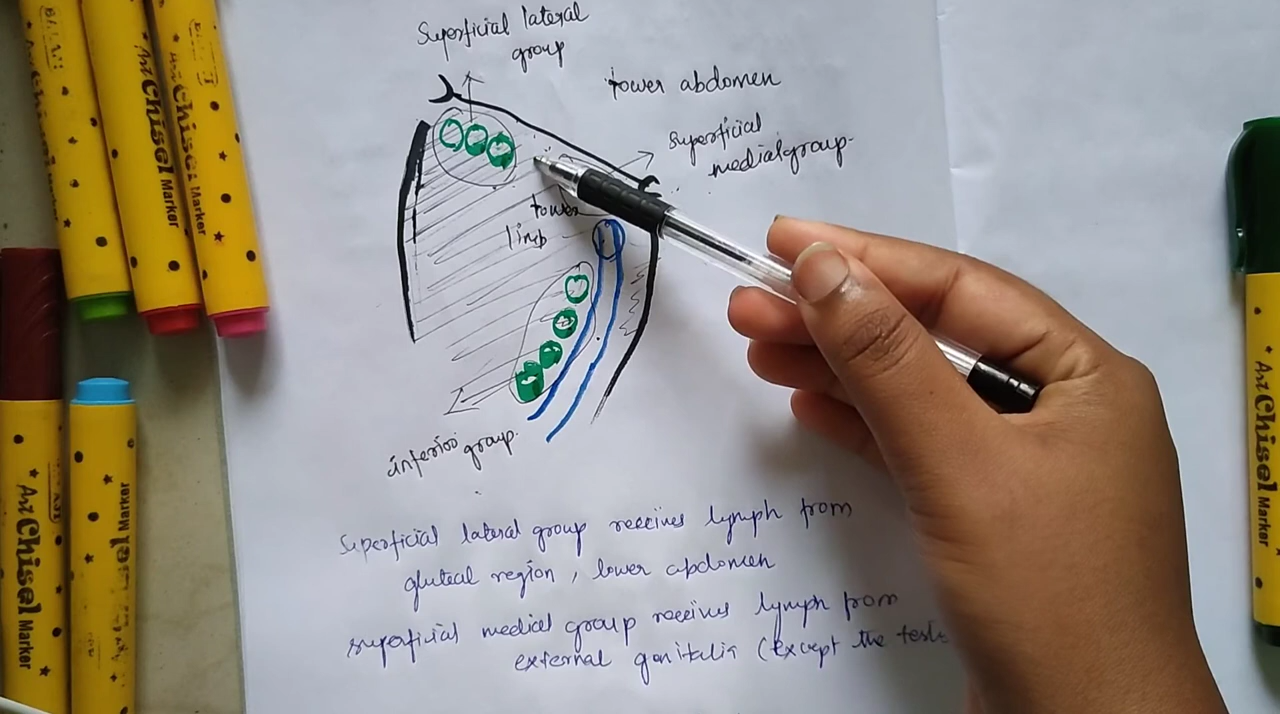 Superficial lateral
group
lower abdomen
superficial
medial group
lower
limb
inferior group.
Superficial lateral group receives lymph from
gluteal region, lower abdomen
superficial medial group receives lymph from
external genitalia (Except the test
Art Chisel Marker
Art Chisel Marker
Art Chisel Marker
Art Chisel Marker
Art Chisel Marker
Art Chisel Marker